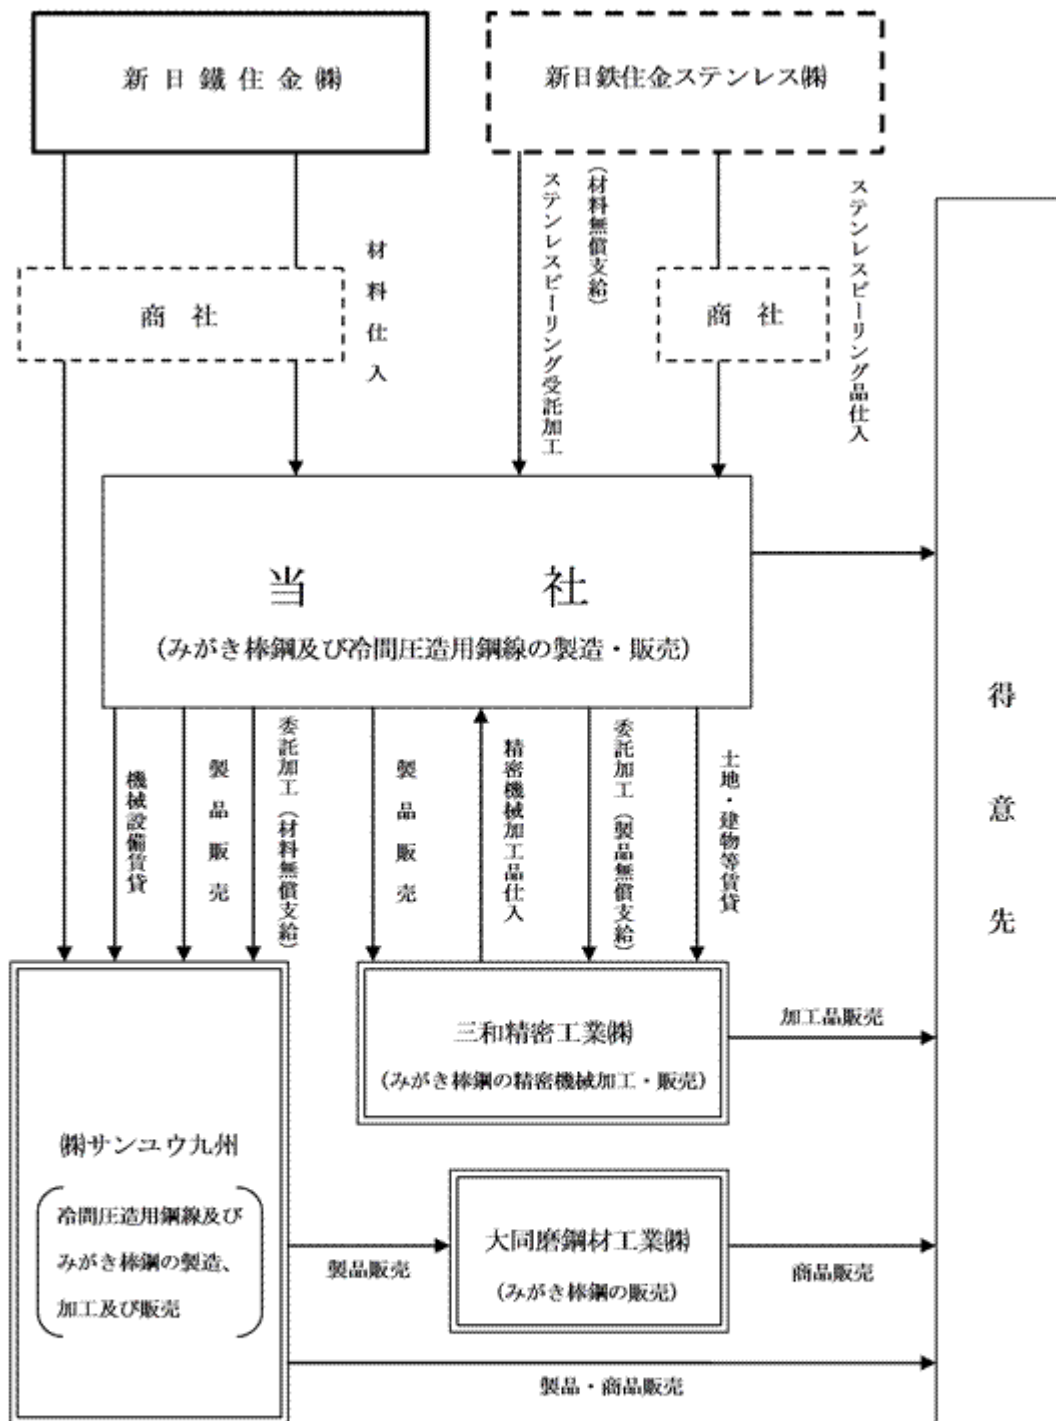 新日鐵住金㈱
新日鉄住金ステンレス㈱
材料仕入
ステンレスピーリング受託加工
（材料無償支給）
ステンレスピーリング品仕入
商社
商社
当社
（みがき棒鋼及び冷間圧造用鋼線の製造・販売）
得意先
機械設備賃貸
製品販売
委託加工（材料無償支給）
製品販売
精密機械加工品仕入
委託加工（製品無償支給）
土地・建物等賃貸
三和精密工業㈱
（みがき棒鋼の精密機械加工・販売）
加工品販売
㈱サンユウ九州
冷間圧造用鋼線及び
みがき棒鋼の製造、
加工及び販売
製品販売
大同磨鋼材工業㈱
（みがき棒鋼の販売）
商品販売
製品・商品販売